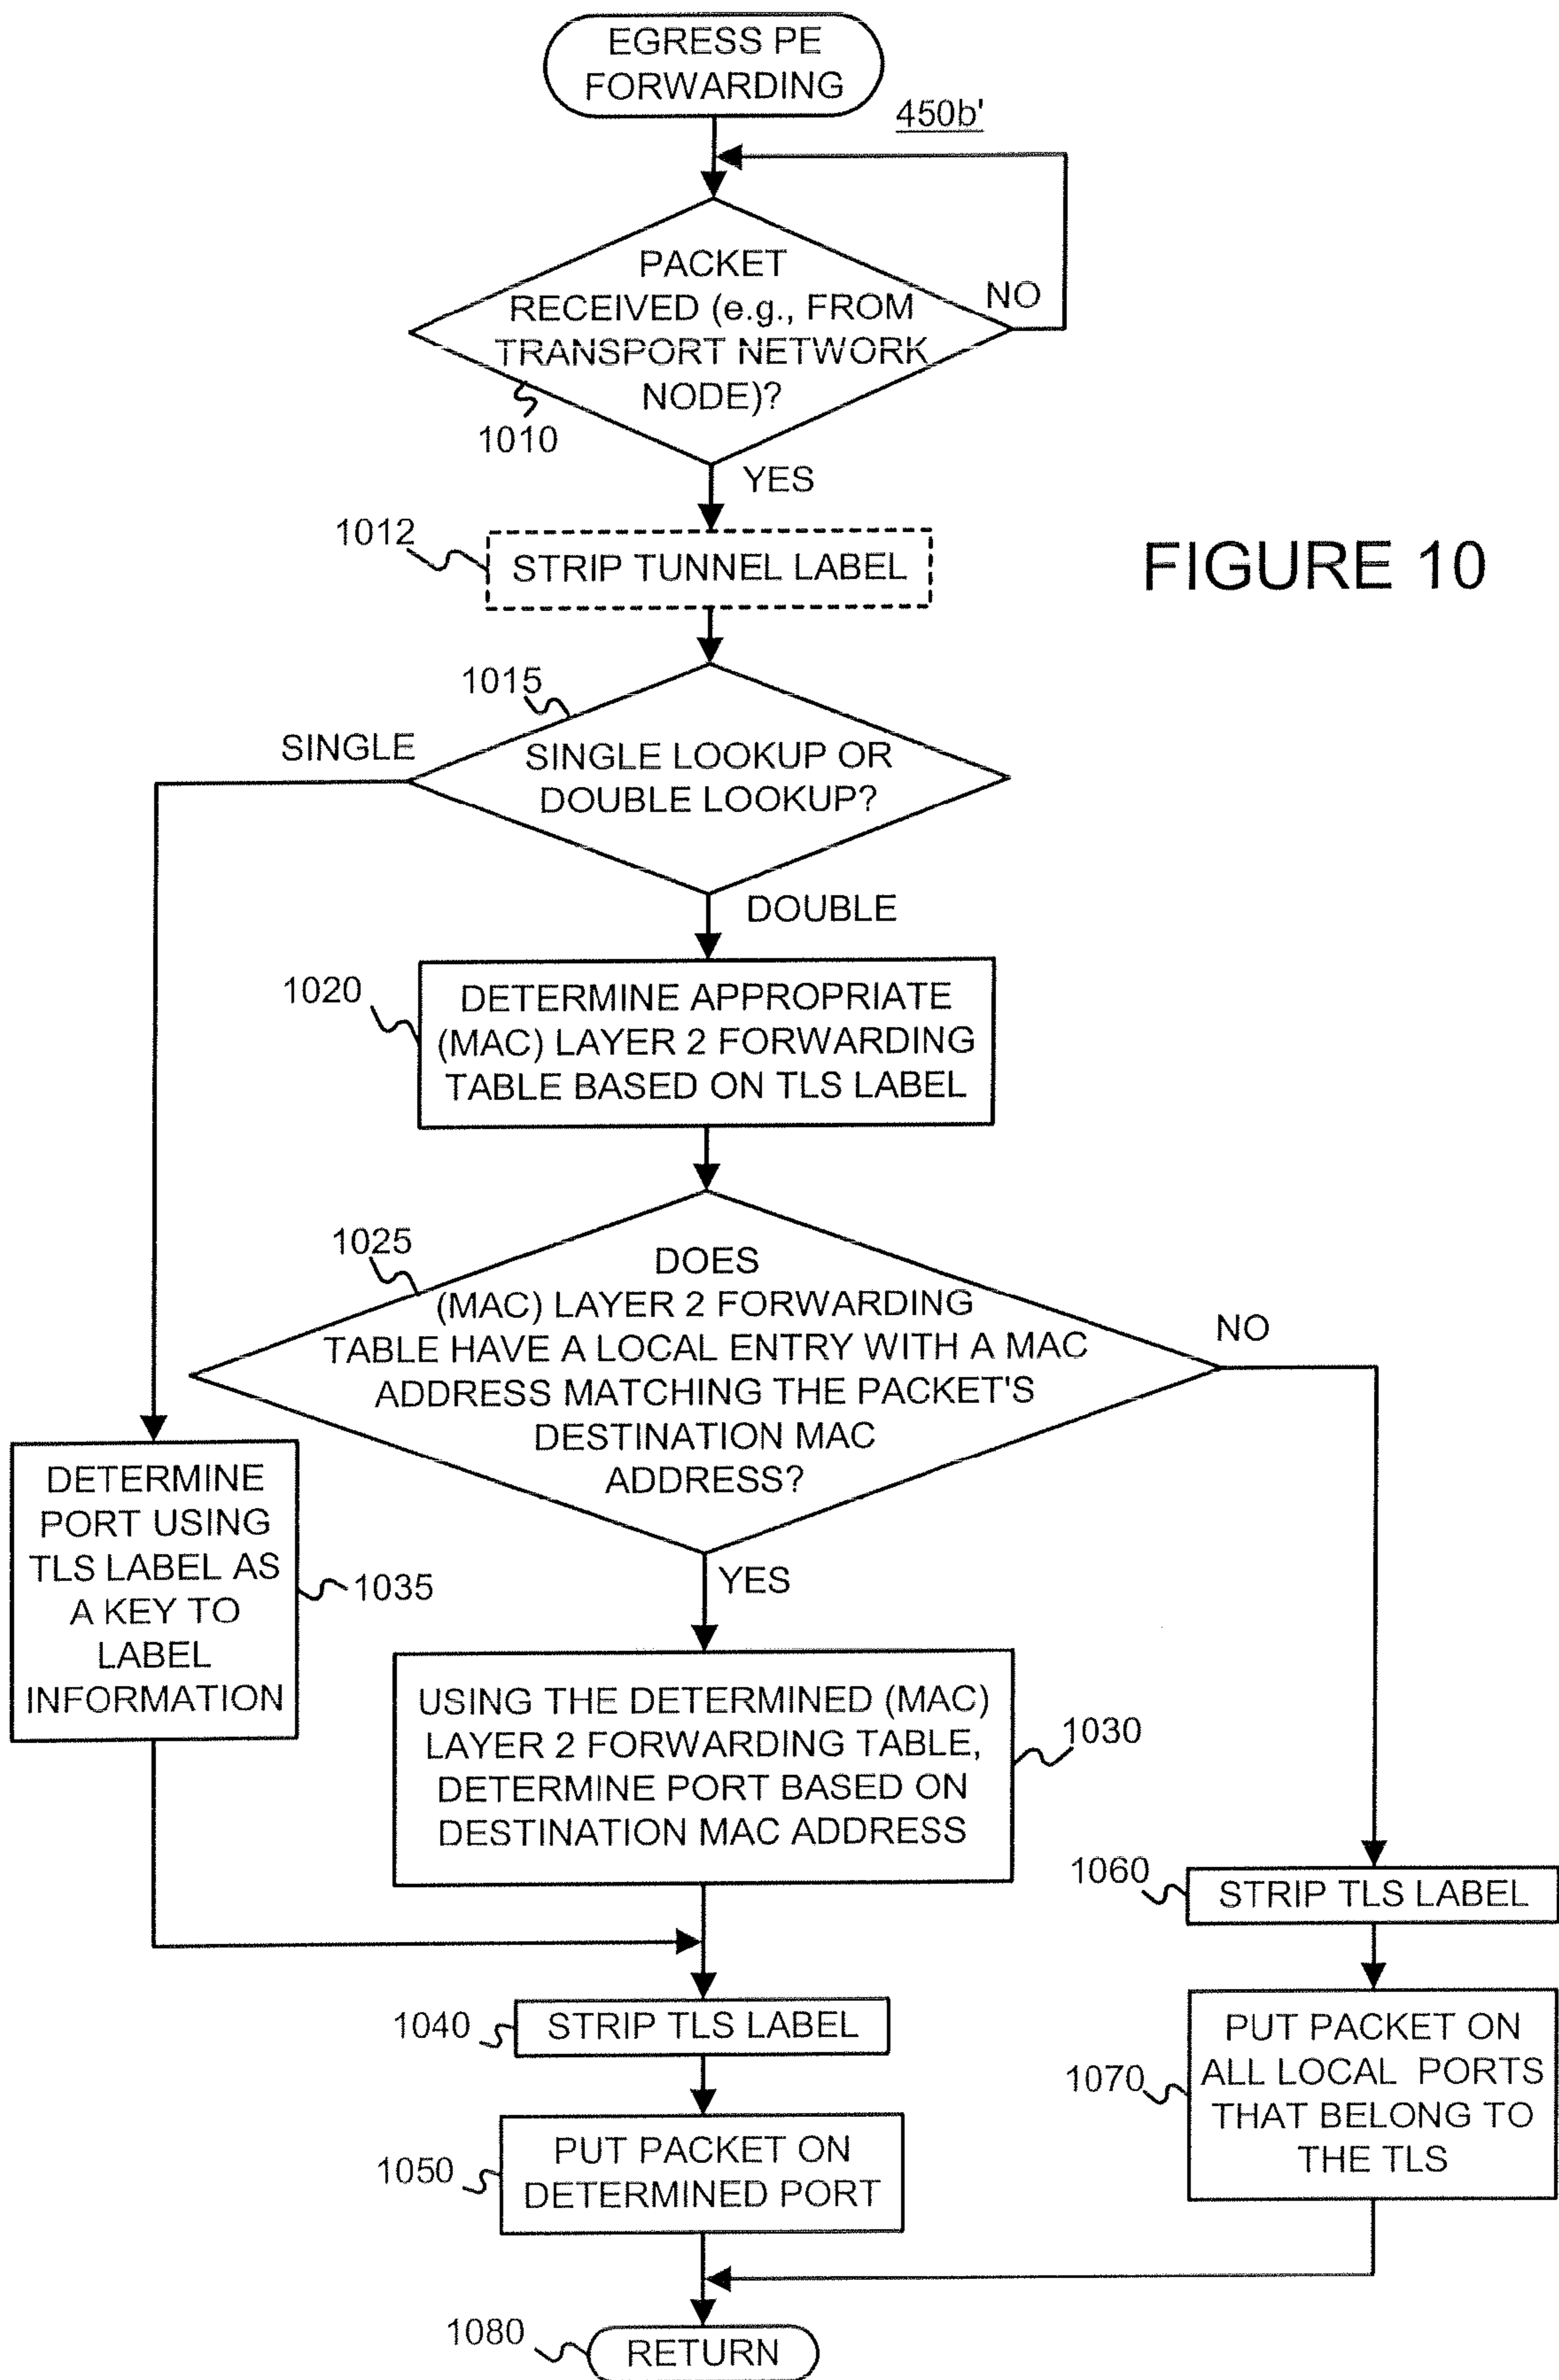 EGRESS PE
FORWARDING
450b'
PACKET
RECEIVED (e.g., FROM
TRANSPORT NETWORK
NODE)?
NO
1010
YES
1012
STRIP TUNNEL LABEL
FIGURE 10
1015
SINGLE
SINGLE LOOKUP OR
DOUBLE LOOKUP?
DOUBLE
1020
DETERMINE APPROPRIATE
(MAC) LAYER 2 FORWARDING
TABLE BASED ON TLS LABEL
1025
DOES
(MAC) LAYER 2 FORWARDING
TABLE HAVE A LOCAL ENTRY WITH A MAC
ADDRESS MATCHING THE PACKET'S
DESTINATION MAC
ADDRESS?
NO
YES
DETERMINE
PORT USING
TLS LABEL AS
A KEY TO
LABEL
INFORMATION
1035
USING THE DETERMINED (MAC)
LAYER 2 FORWARDING TABLE,
DETERMINE PORT BASED ON
DESTINATION MAC ADDRESS
1030
1060
STRIP TLS LABEL
1040
STRIP TLS LABEL
1070
PUT PACKET ON
ALL LOCAL PORTS
THAT BELONG TO
THE TLS
1050
PUT PACKET ON
DETERMINED PORT
1080
RETURN